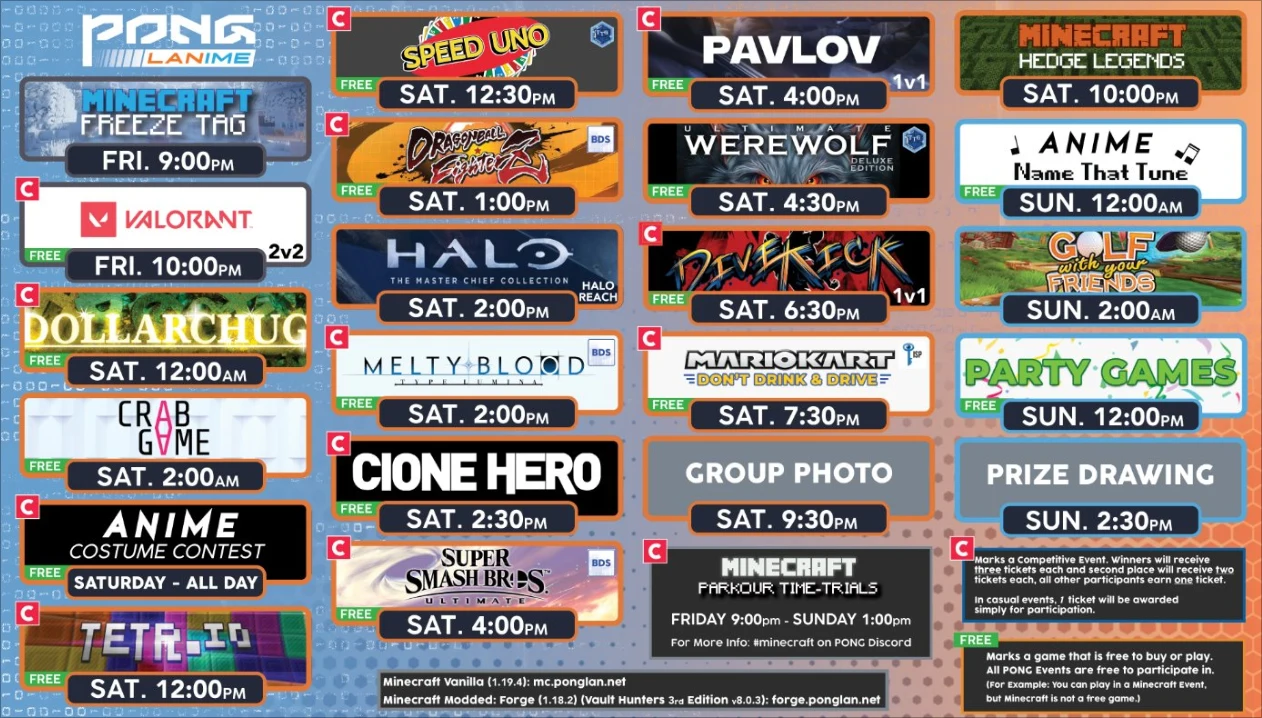 PONG
LANIME
MINECRAFT
FREEZE TAG
FRI. 9:00PM
C
VALORANT
FREE
2v2
FRI. 10:00PM
C
DOLLARCHUG
FREE
SAT. 12:00AM
CRAB
GAME
FREE
SAT. 2:00AM
C
ANIME
COSTUME CONTEST
FREE
SATURDAY - ALL DAY
C
TETR.IO
FREE
SAT. 12:00PM
C
SPEED UNO
TTS
FREE
SAT. 12:30PM
C
DRAGONBALL
FIGHTERZ
BDS
FREE
SAT. 1:00PM
HALO
THE MASTER CHIEF COLLECTION
HALO
REACH
SAT. 2:00PM
C
MELTY BLOOD
TYPE LUMINA
BDS
FREE
SAT. 2:00PM
C
CLONE HERO
FREE
SAT. 2:30PM
C
SUPER
SMASH BROS.
ULTIMATE
BDS
FREE
SAT. 4:00PM
C
PAVLOV
1v1
FREE
SAT. 4:00PM
ULTIMATE
WEREWOLF
DELUXE
EDITION
TTS
FREE
SAT. 4:30PM
C
DIVEKICK
1v1
FREE
SAT. 6:30PM
C
MARIOKART
DON'T DRINK & DRIVE
FREE
SAT. 7:30PM
GROUP PHOTO
SAT. 9:30PM
C
MINECRAFT
PARKOUR TIME-TRIALS
FRIDAY 9:00pm - SUNDAY 1:00pm
For More Info: #minecraft on PONG Discord
MINECRAFT
HEDGE LEGENDS
SAT. 10:00PM
ANIME
Name That Tune
FREE
SUN. 12:00AM
GOLF
with your
FRIENDS
SUN. 2:00AM
PARTY GAMES
FREE
SUN. 12:00PM
PRIZE DRAWING
SUN. 2:30PM
C
Marks a Competitive Event. Winners will receive
three tickets each and second place will receive two
tickets each, all other participants earn one ticket.
In casual events, 1 ticket will be awarded
simply for participation.
FREE
Marks a game that is free to buy or play.
All PONG Events are free to participate in.
(For Example: You can play in a Minecraft Event,
but Minecraft is not a free game.)
Minecraft Vanilla (1.19.4): mc.ponglan.net
Minecraft Modded: Forge (1.18.2) (Vault Hunters 3rd Edition v8.0.3): forge.ponglan.net